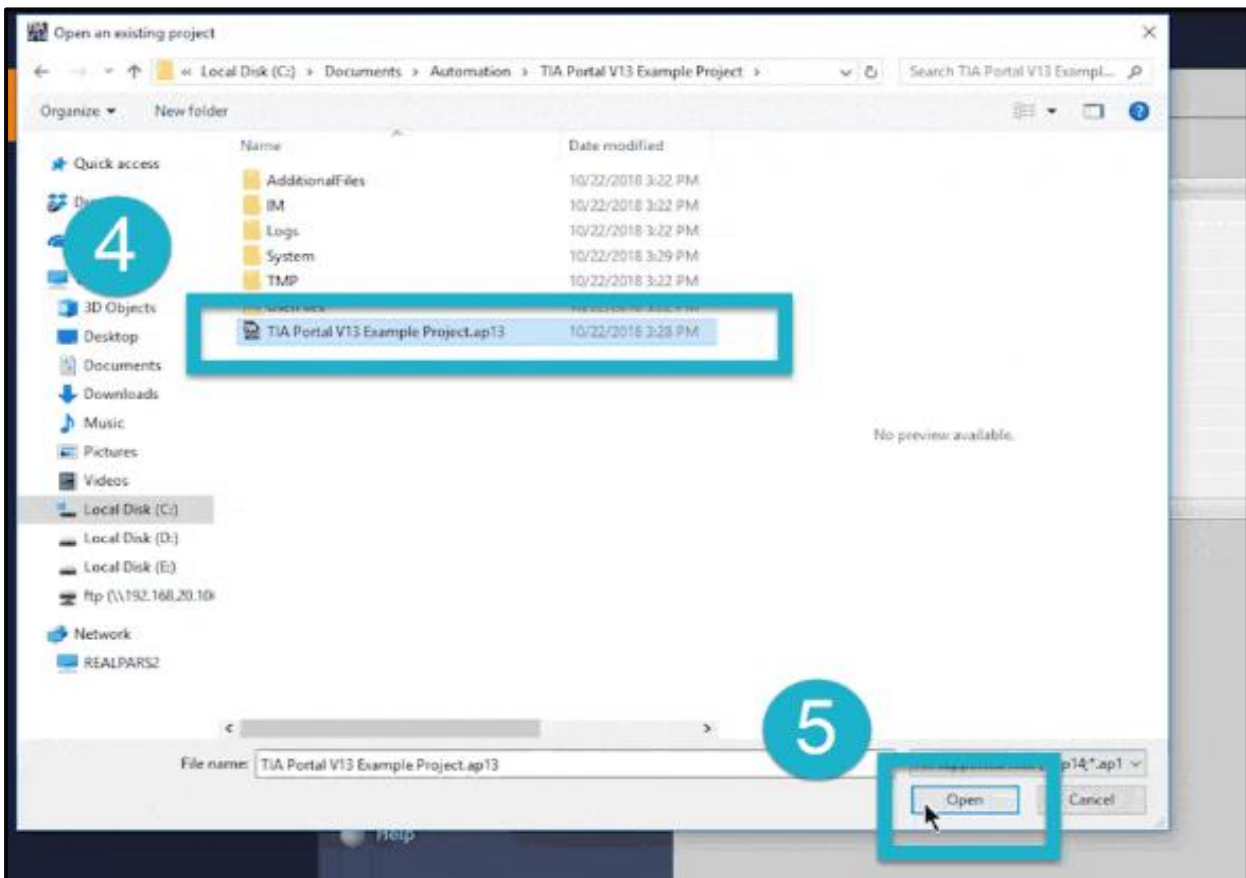 Open an existing project
« Local Disk (C:) › Documents › Automation › TIA Portal V13 Example Project › Search TIA Portal V13 Exampl...
Organize New folder
Name Date modified
Quick access
AdditionalFiles 10/22/2018 3:22 PM
IM 10/22/2018 3:22 PM
Logs 10/22/2018 3:22 PM
System 10/22/2018 3:29 PM
TMP 10/22/2018 3:22 PM
4
TIA Portal V13 Example Project.ap13 10/22/2018 3:28 PM
3D Objects
Desktop
Documents
Downloads
Music
Pictures
Videos
Local Disk (C:)
Local Disk (D:)
Local Disk (E:)
ftp (\\192.168.20.10
Network
REALPARS2
No preview available.
5
File name: TIA Portal V13 Example Project.ap13
p14;*.ap1
Open Cancel
Help